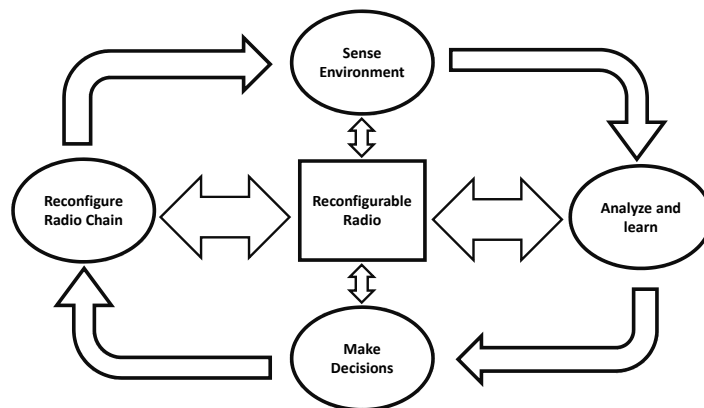 Sense
Environment
Reconfigure
Radio Chain
Reconfigurable
Radio
Analyze and
learn
Make
Decisions